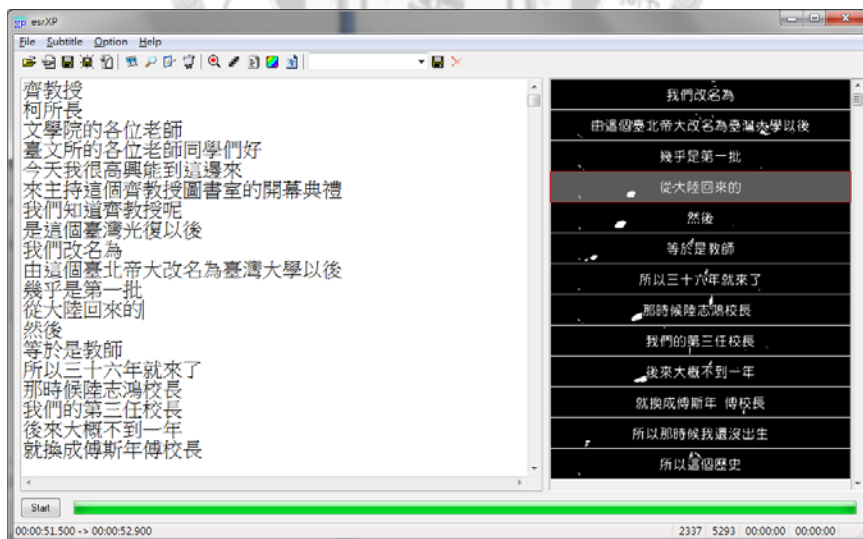 esrXP
File Subtitle Option Help
齊教授
柯所長
文學院的各位老師
臺文所的各位老師同學們好
今天我很高興能到這邊來
來主持這個齊教授圖書室的開幕典禮
我們知道齊教授呢
是這個臺灣光復以後
我們改名為
由這個臺北帝大改名為臺灣大學以後
幾乎是第一批
從大陸回來的
然後
等於是教師
所以三十六年就來了
那時候陸志鴻校長
我們的第三任校長
後來大概不到一年
就換成傅斯年傅校長
我們改名為
由這個臺北帝大改名為臺灣大學以後
幾乎是第一批
從大陸回來的
然後
等於是教師
所以三十六年就來了
那時候陸志鴻校長
我們的第三任校長
後來大概不到一年
就換成傅斯年 傅校長
所以那時候我還沒出生
所以這個歷史
Start
00:00:51.500 -> 00:00:52.900
2337 5293 00:00:00 00:00:00